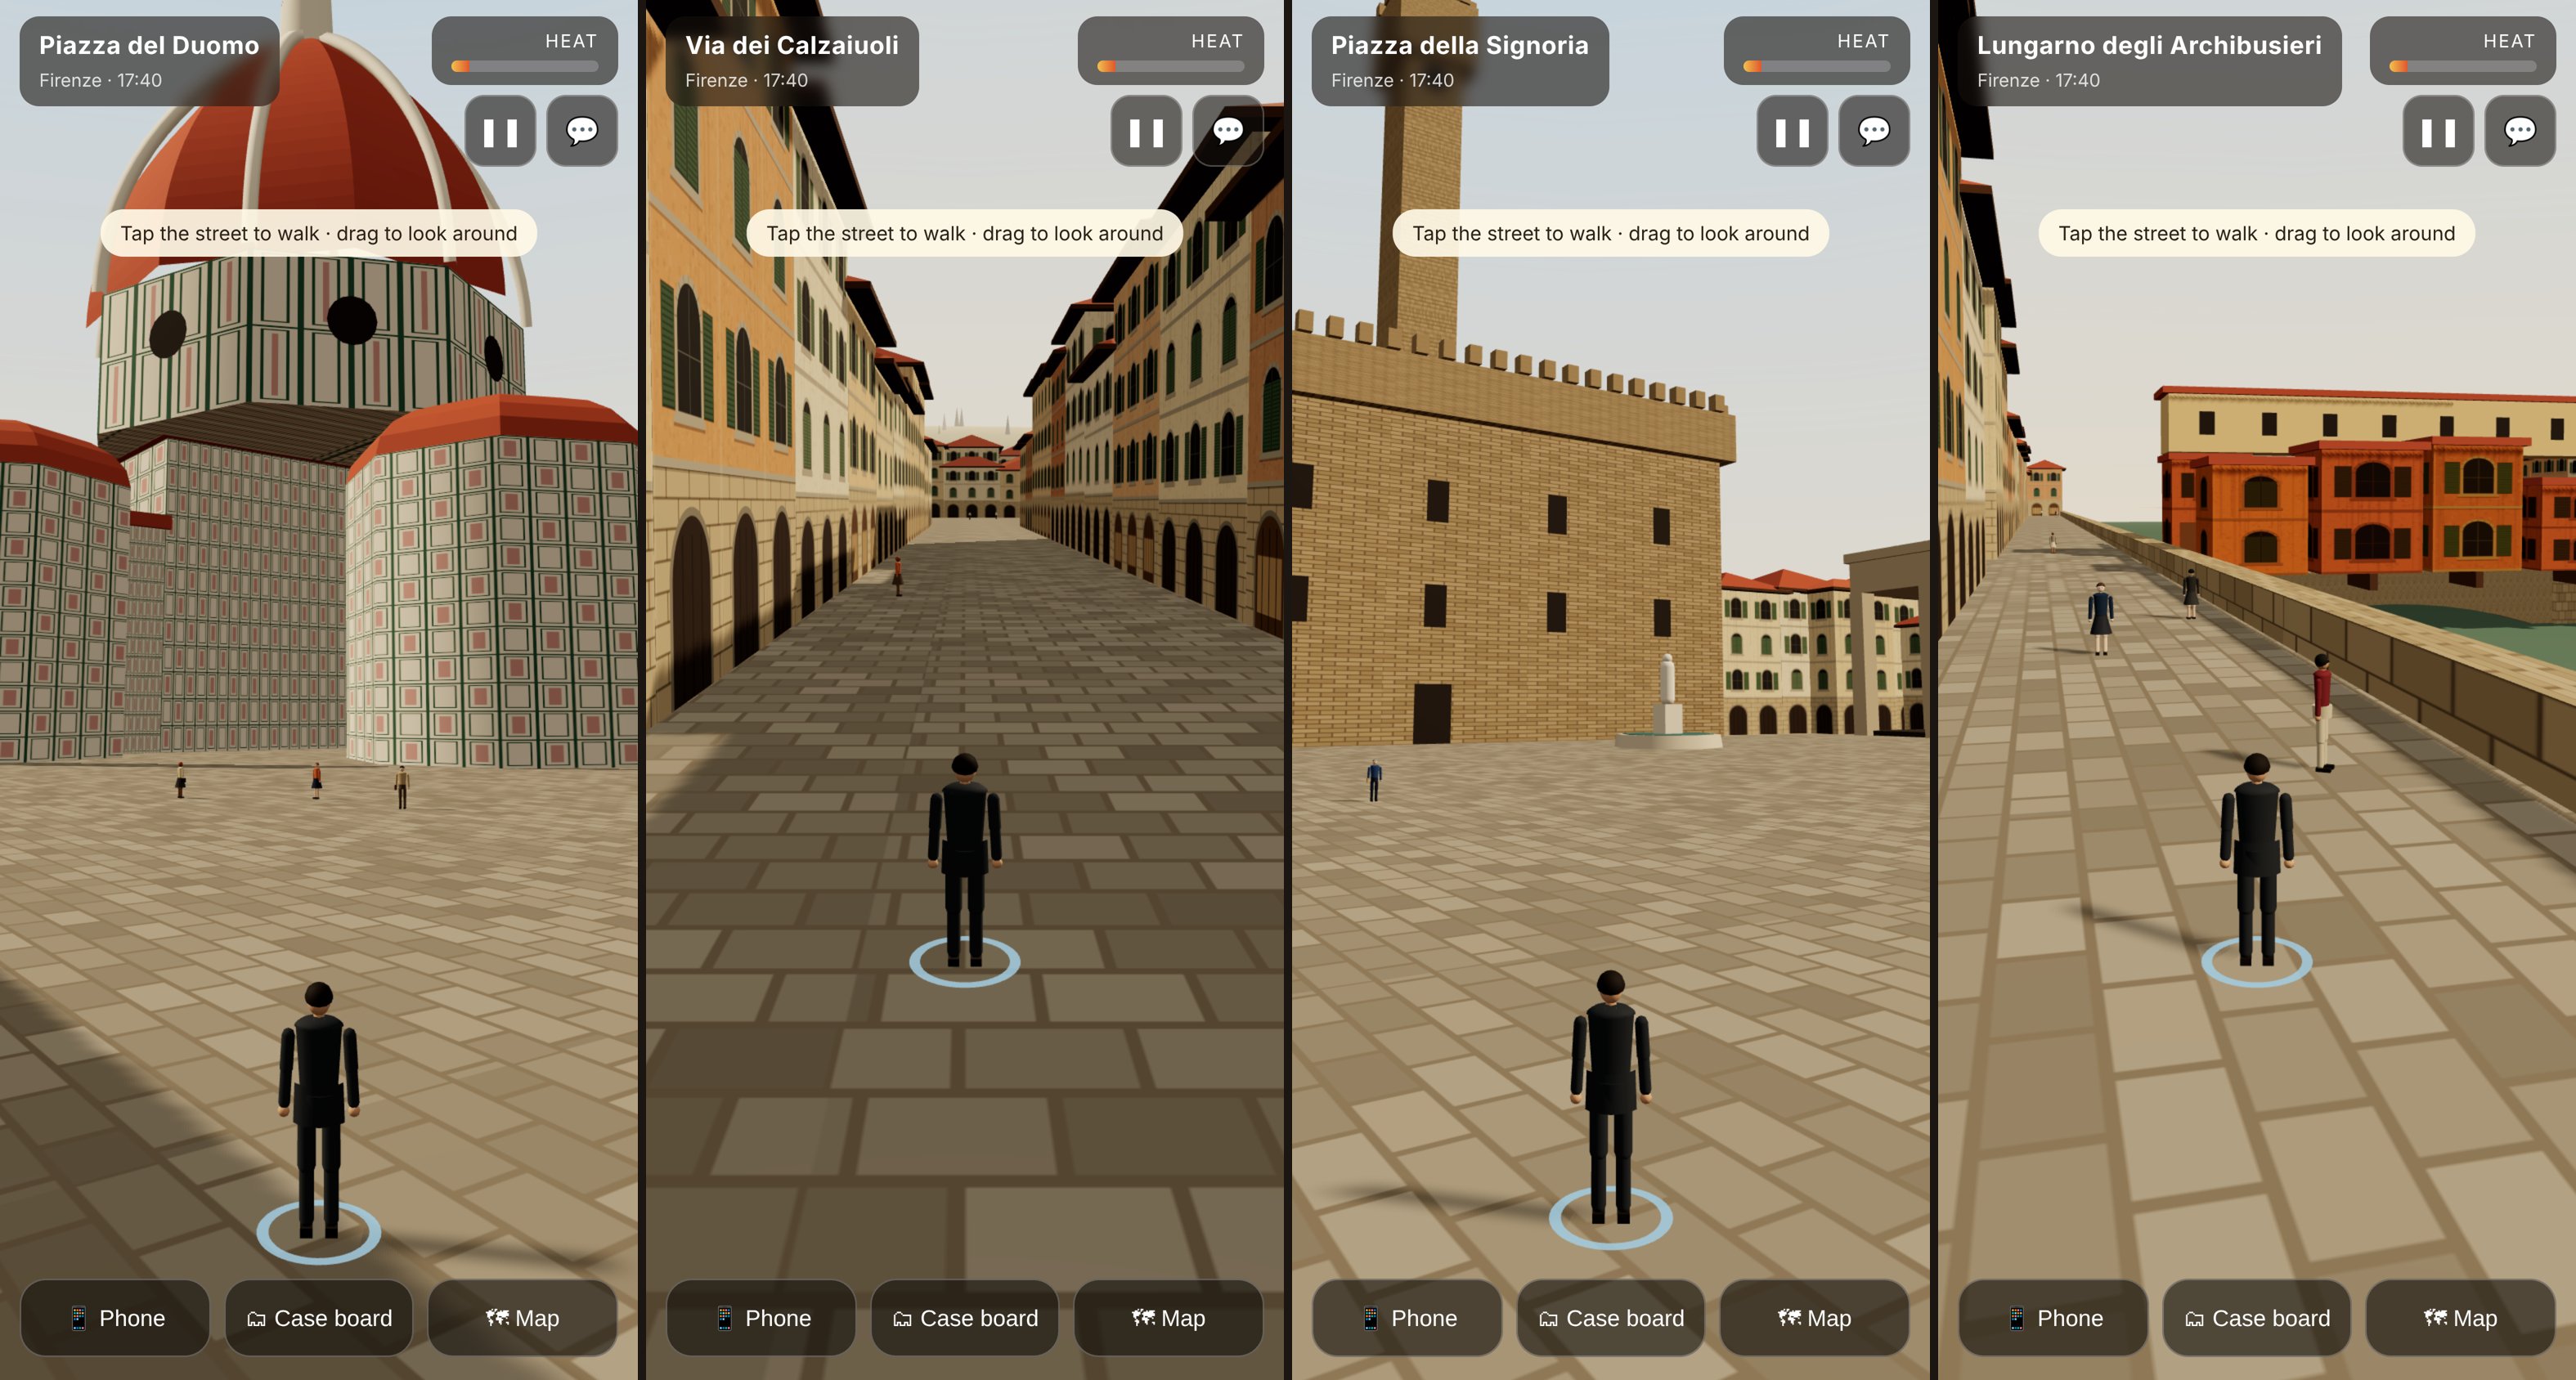 Piazza del Duomo
Firenze · 17:40
HEAT
Tap the street to walk · drag to look around
Phone
Case board
Map
Via dei Calzaiuoli
Firenze · 17:40
HEAT
Tap the street to walk · drag to look around
Phone
Case board
Map
Piazza della Signoria
Firenze · 17:40
HEAT
Tap the street to walk · drag to look around
Phone
Case board
Map
Lungarno degli Archibusieri
Firenze · 17:40
HEAT
Tap the street to walk · drag to look around
Phone
Case board
Map